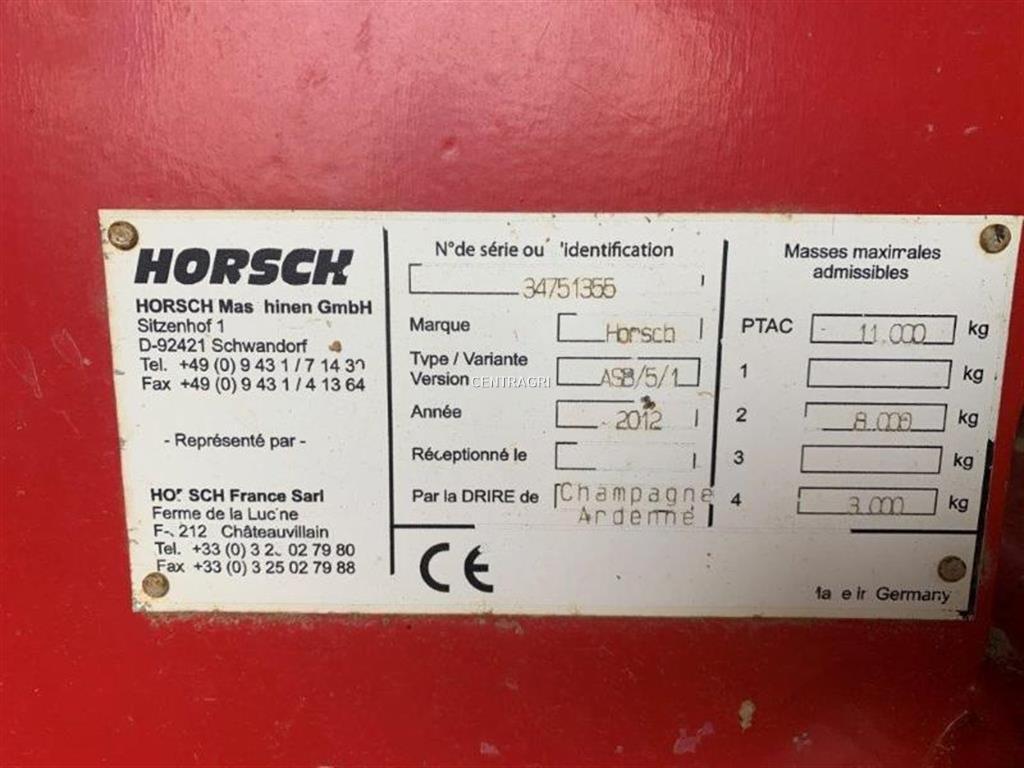 HORSCH
HORSCH Mas hinen GmbH
Sitzenhof 1
D-92421 Schwandorf
Tel. +49 (0) 9 43 1 / 7 14 30
Fax +49 (0) 9 43 1 / 4 13 64
- Représenté par -
HO SCH France Sarl
Ferme de la Luc ne
F- 212 Châteauvillain
Tel. +33 (0) 3 2 02 79 80
Fax +33 (0) 3 25 02 79 88
N°de série ou 'identification
34751355
Marque Horsch
Type / Variante
Version ASB/5/1
CENTRAGRI
Année 2012
Réceptionné le
Par la DRIRE de Champagne
Ardenne
CE
Masses maximales
admissibles
PTAC 11.000 kg
1 kg
2 8.000 kg
3 kg
4 3.000 kg
Germany